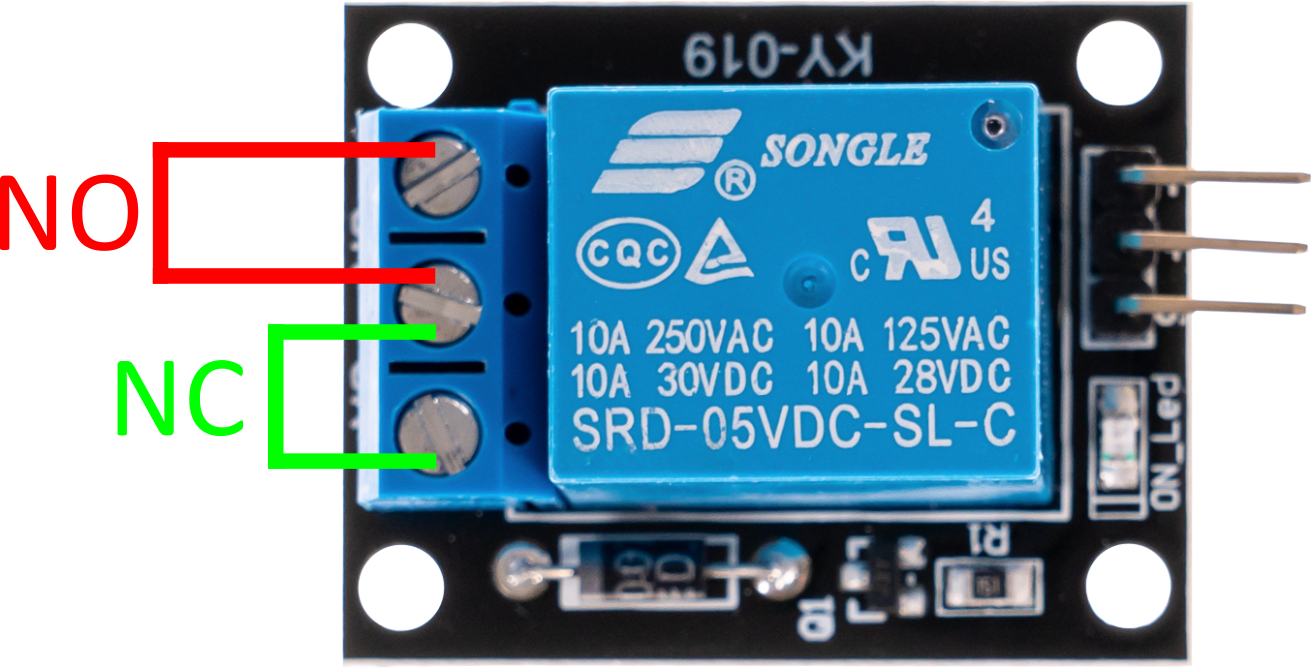 KY-019
SONGLE
®
CQC
4
C US
NO
10A 250VAC 10A 125VAC
10A 30VDC 10A 28VDC
SRD-05VDC-SL-C
NC
ON_Led
R1
Q1